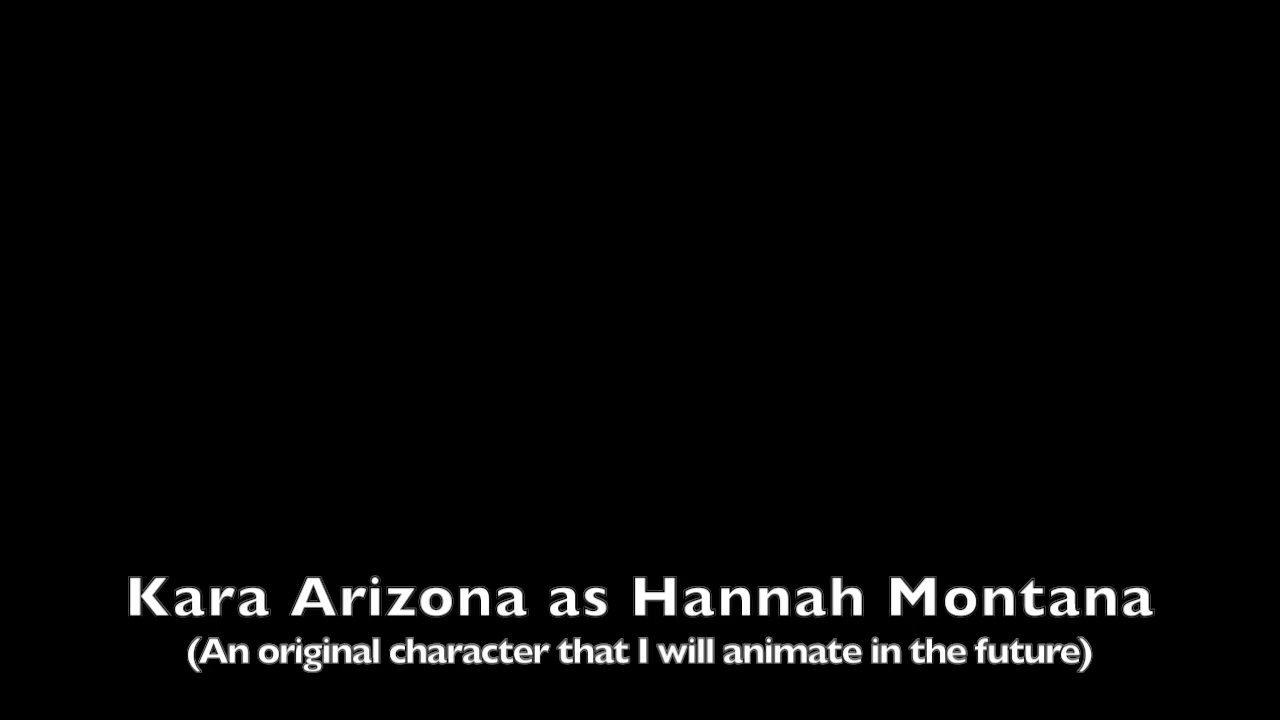 Kara Arizona as Hannah Montana
(An original character that I will animate in the future)